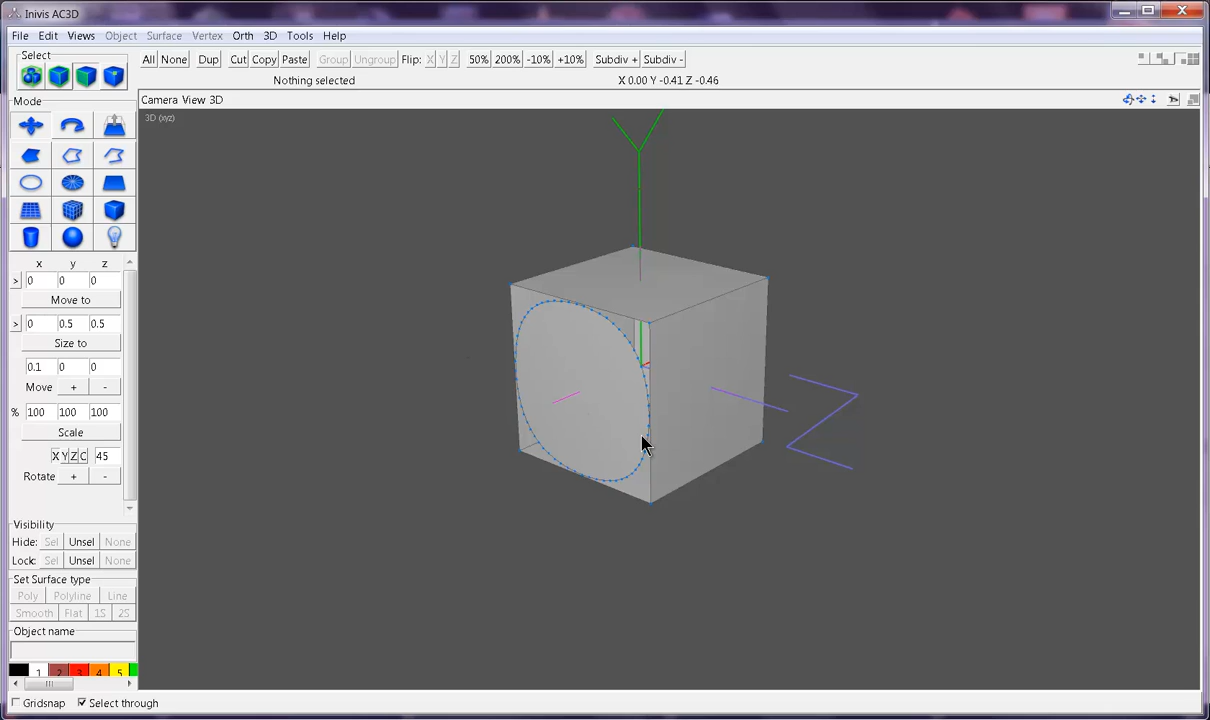 Inivis AC3D
File Edit Views Object Surface Vertex Orth 3D Tools Help
Select
All None Dup Cut Copy Paste Group Ungroup Flip: X Y Z 50% 200% -10% +10% Subdiv + Subdiv -
Nothing selected X 0.00 Y -0.41 Z -0.46
Mode
Camera View 3D
3D (xyz)
x y z
> 0 0 0
Move to
> 0 0.5 0.5
Size to
0.1 0 0
Move + -
% 100 100 100
Scale
X Y Z C 45
Rotate + -
Visibility
Hide: Sel Unsel None
Lock: Sel Unsel None
Set Surface type
Poly Polyline Line
Smooth Flat 1S 2S
Object name
1 2 3 4 5
Gridsnap Select through